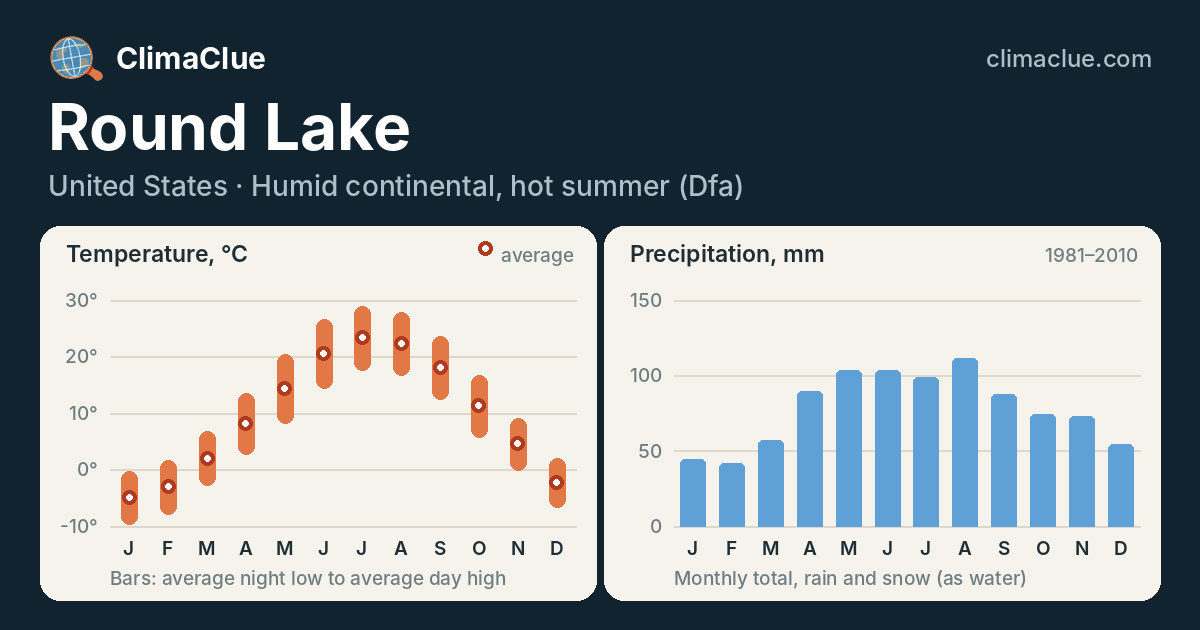 ClimaClue
climaclue.com
Round Lake
United States · Humid continental, hot summer (Dfa)
Temperature, °C
average
30°
20°
10°
0°
-10°
J F M A M J J A S O N D
Bars: average night low to average day high
Precipitation, mm
1981–2010
150
100
50
0
J F M A M J J A S O N D
Monthly total, rain and snow (as water)